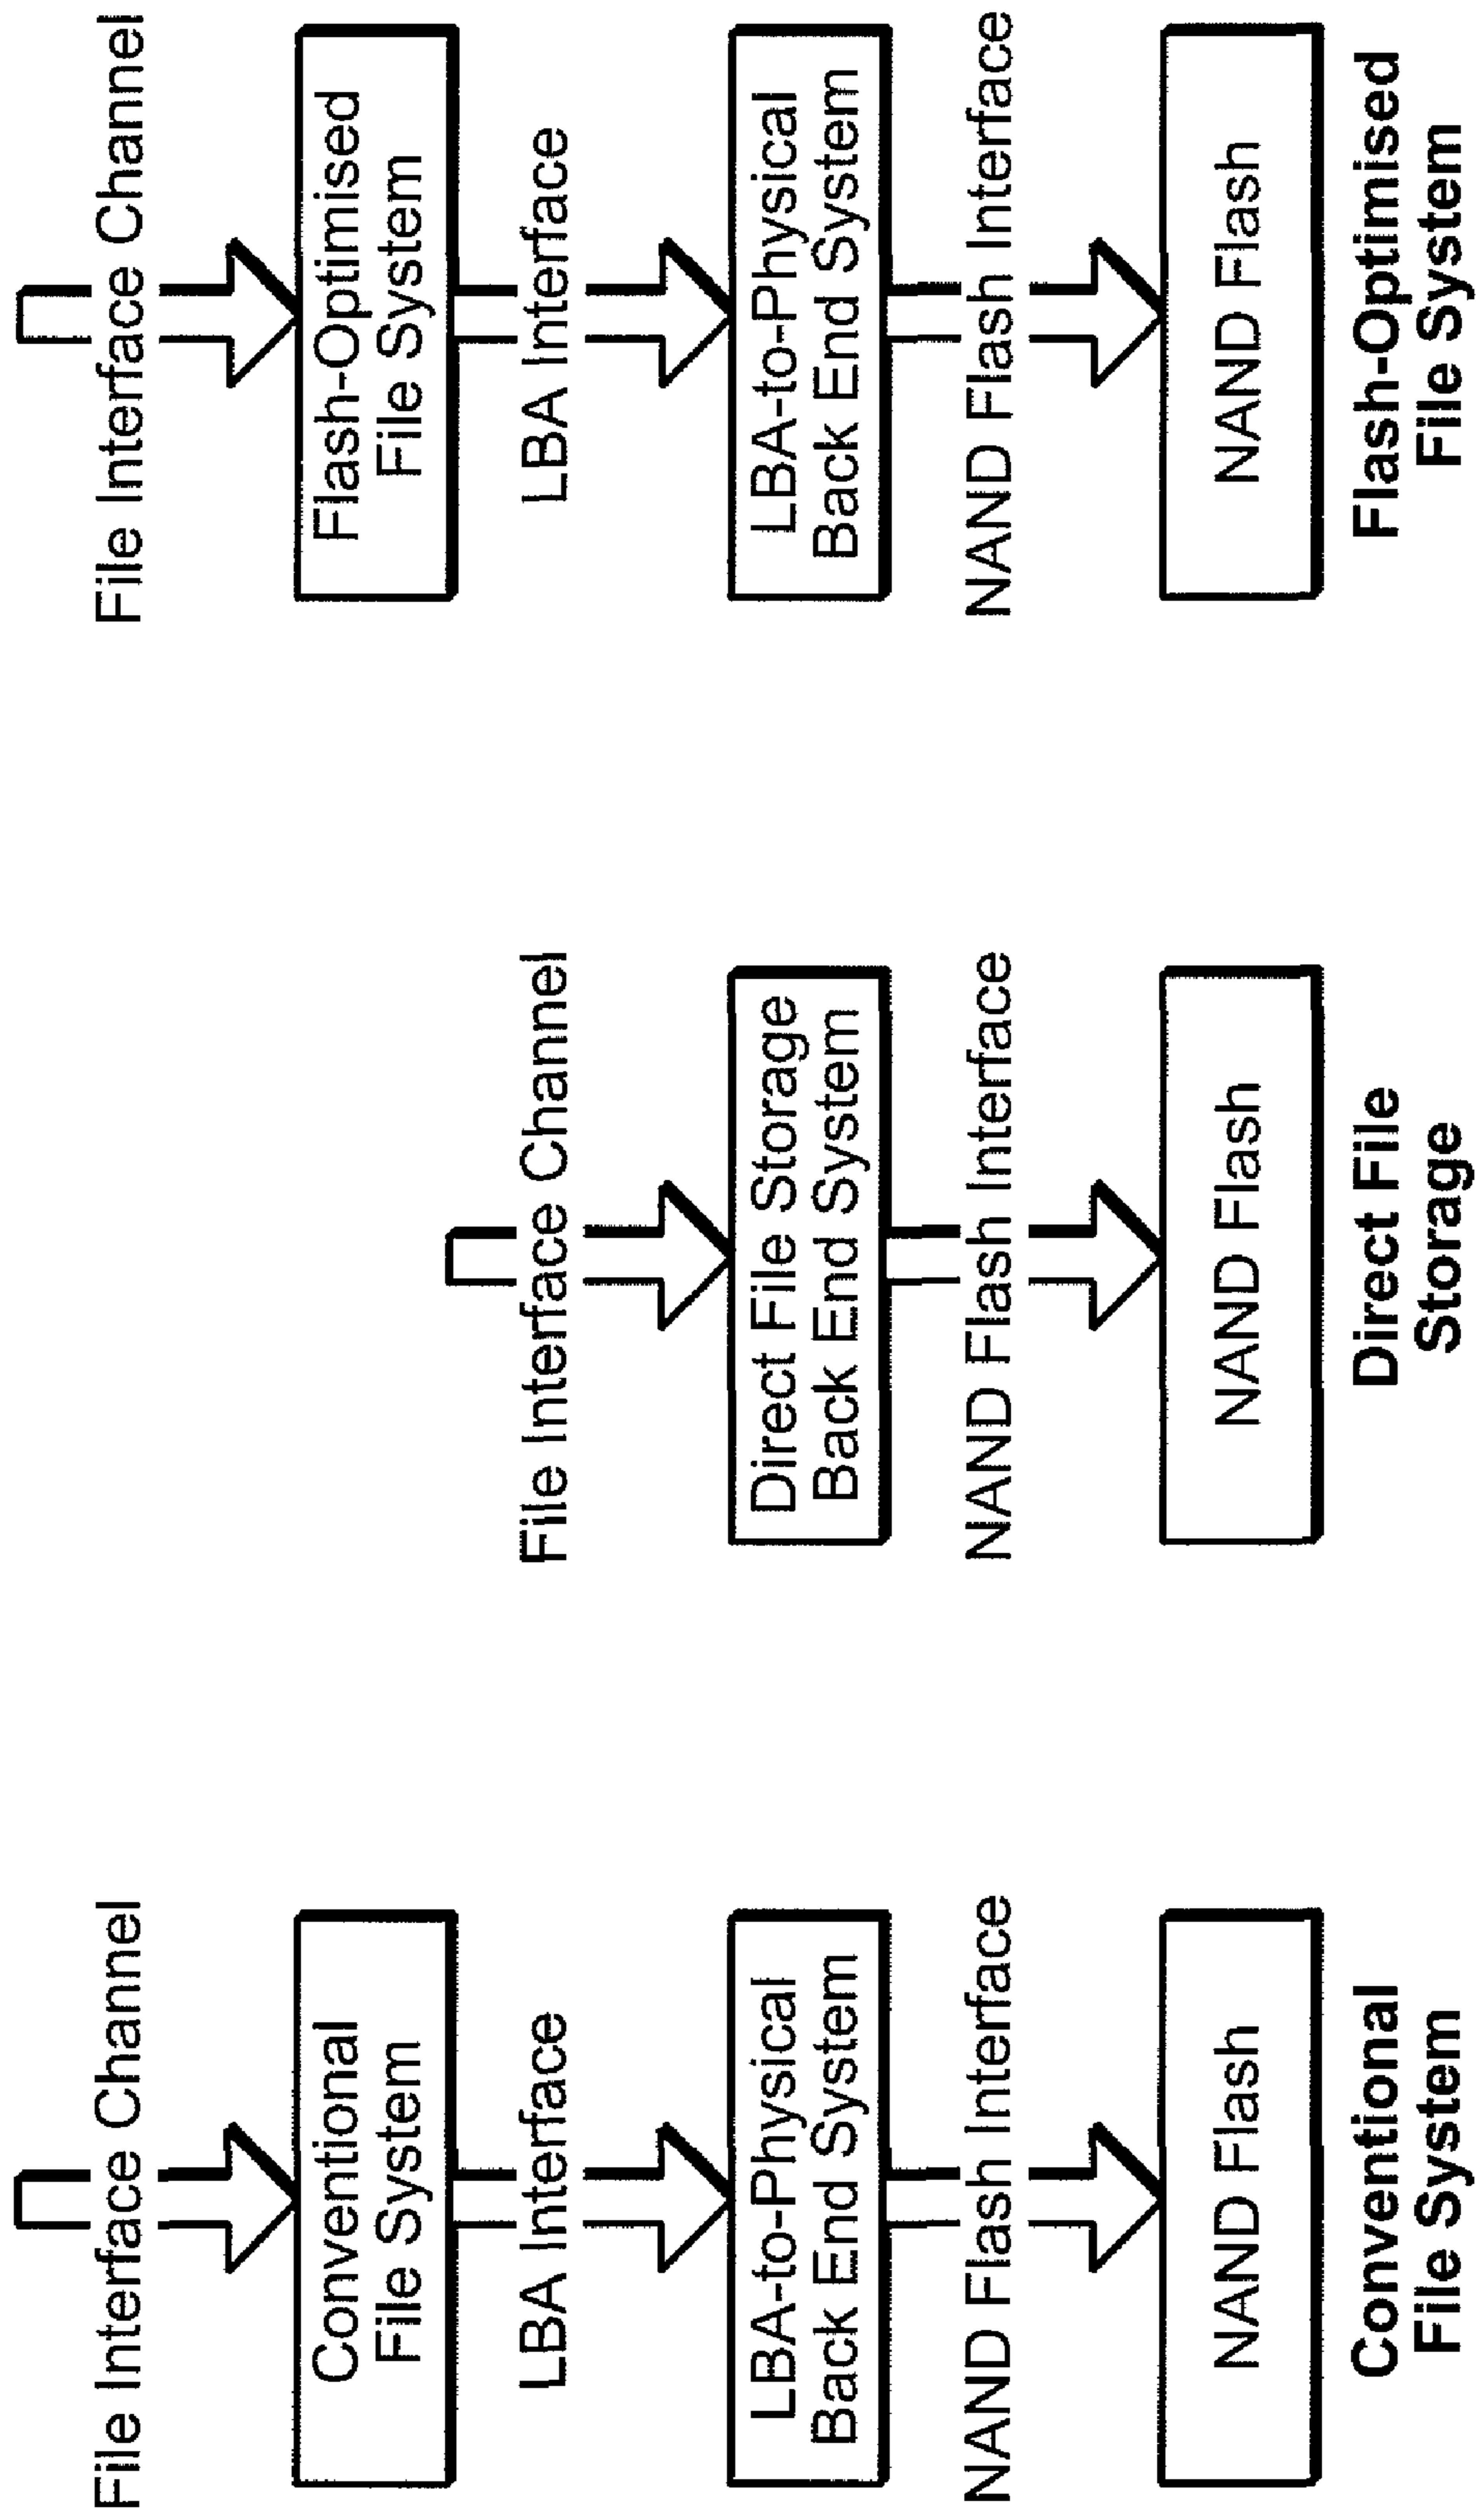 File Interface Channel
Conventional
File System
LBA Interface
LBA-to-Physical
Back End System
NAND Flash Interface
NAND Flash
Conventional
File System
File Interface Channel
Direct File Storage
Back End System
NAND Flash Interface
NAND Flash
Direct File
Storage
File Interface Channel
Flash-Optimised
File System
LBA Interface
LBA-to-Physical
Back End System
NAND Flash Interface
NAND Flash
Flash-Optimised
File System